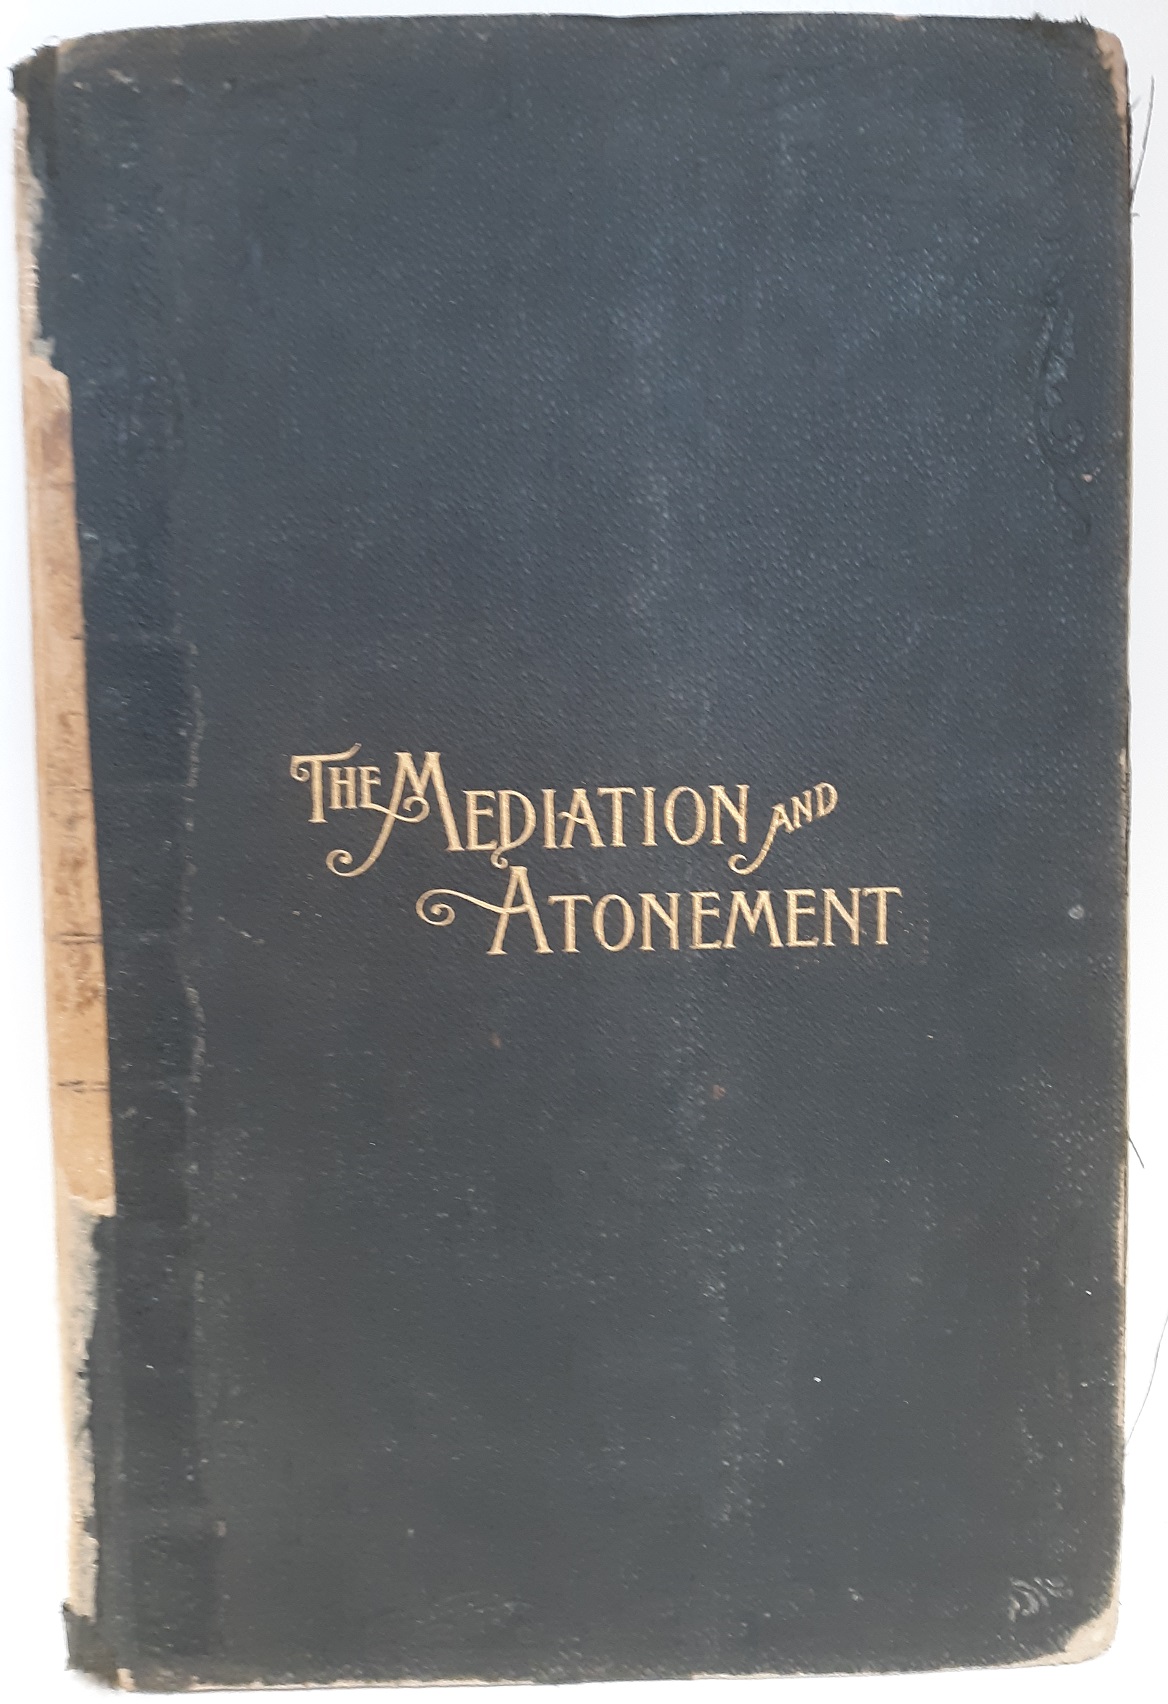 THE MEDIATION AND
ATONEMENT